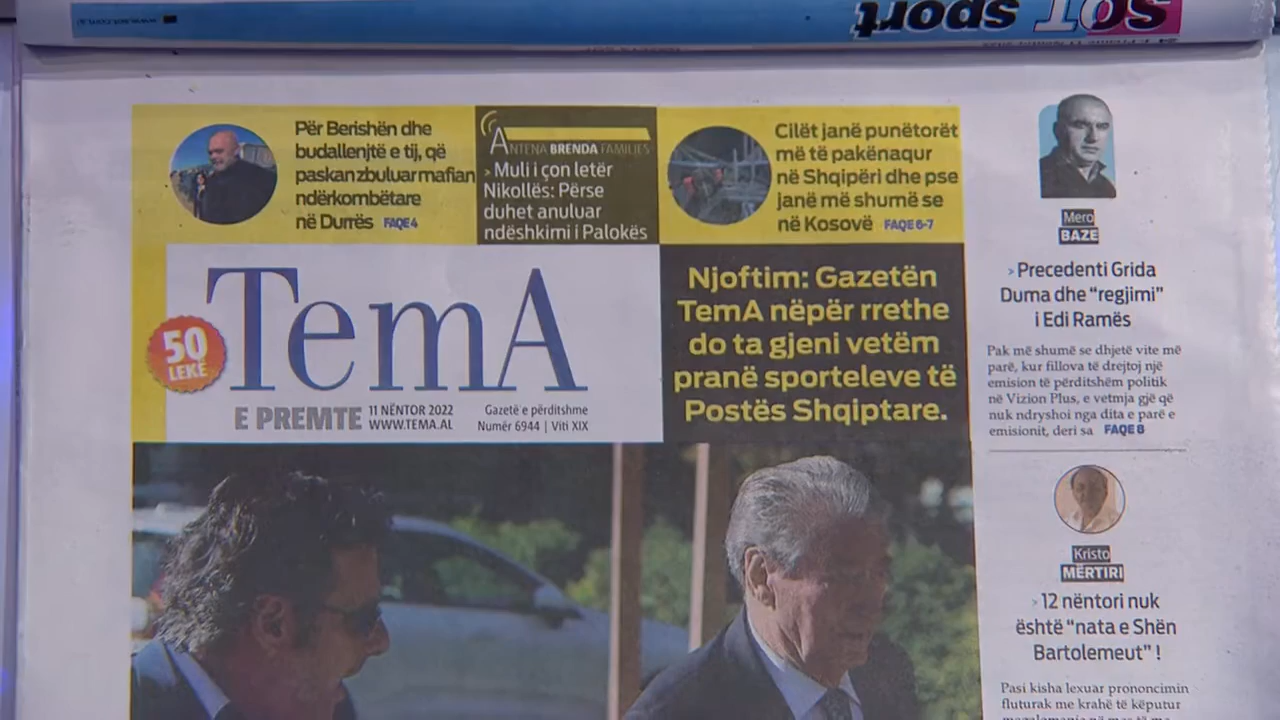 SOT sport
Për Berishën dhe
budallenjtë e tij, që
paskan zbuluar mafian
ndërkombëtare
në Durrës FAQE 4
ANTENA BRENDA FAMILJES
> Muli i çon letër
Nikollës: Përse
duhet anuluar
ndëshkimi i Palokës
Cilët janë punëtorët
më të pakënaqur
në Shqipëri dhe pse
janë më shumë se
në Kosovë FAQE 6-7
TemA
50
LEKË
E PREMTE
11 NËNTOR 2022
WWW.TEMA.AL
Gazetë e përditshme
Numër 6944 | Viti XIX
Njoftim: Gazetën
TemA nëpër rrethe
do ta gjeni vetëm
pranë sporteleve të
Postës Shqiptare.
Mero
BAZE
> Precedenti Grida
Duma dhe “regjimi”
i Edi Ramës
Pak më shumë se dhjetë vite më
parë, kur fillova të drejtoj një
emision të përditshëm politik
në Vizion Plus, e vetmja gjë që
nuk ndryshoi nga dita e parë e
emisionit, deri sa FAQE 8
Kristo
MËRTIRI
> 12 nëntori nuk
është “nata e Shën
Bartolemeut” !
Pasi kisha lexuar prononcimin
fluturak me krahë të këputur